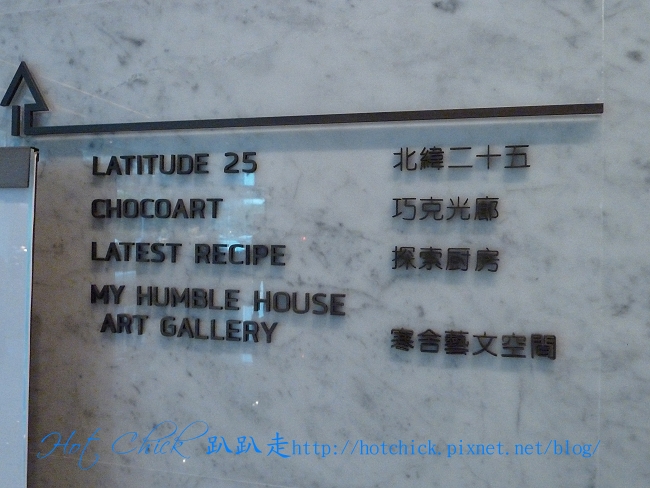 LATITUDE 25 北緯二十五
CHOCOART 巧克光廊
LATEST RECIPE 探索厨房
MY HUMBLE HOUSE
ART GALLERY 寒舍藝文空間
Hot Chick 趴趴走http://hotchick.pixnet.net/blog/